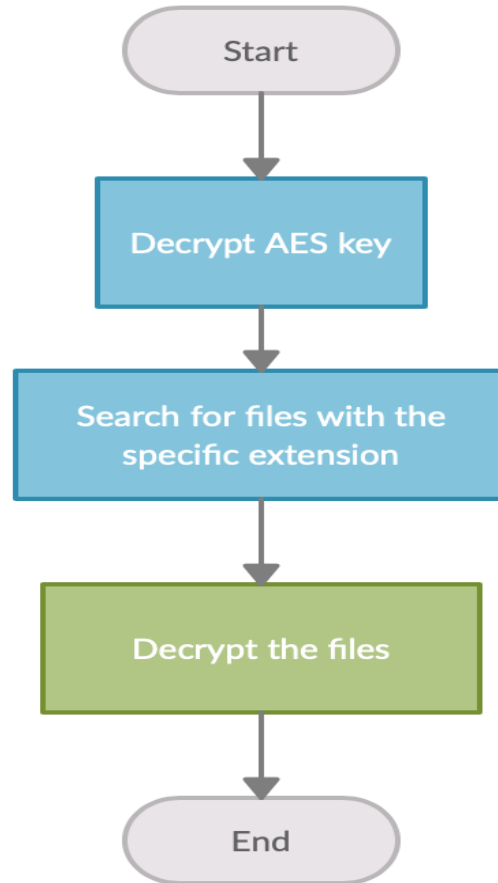 Start
Decrypt AES key
Search for files with the
specific extension
Decrypt the files
End